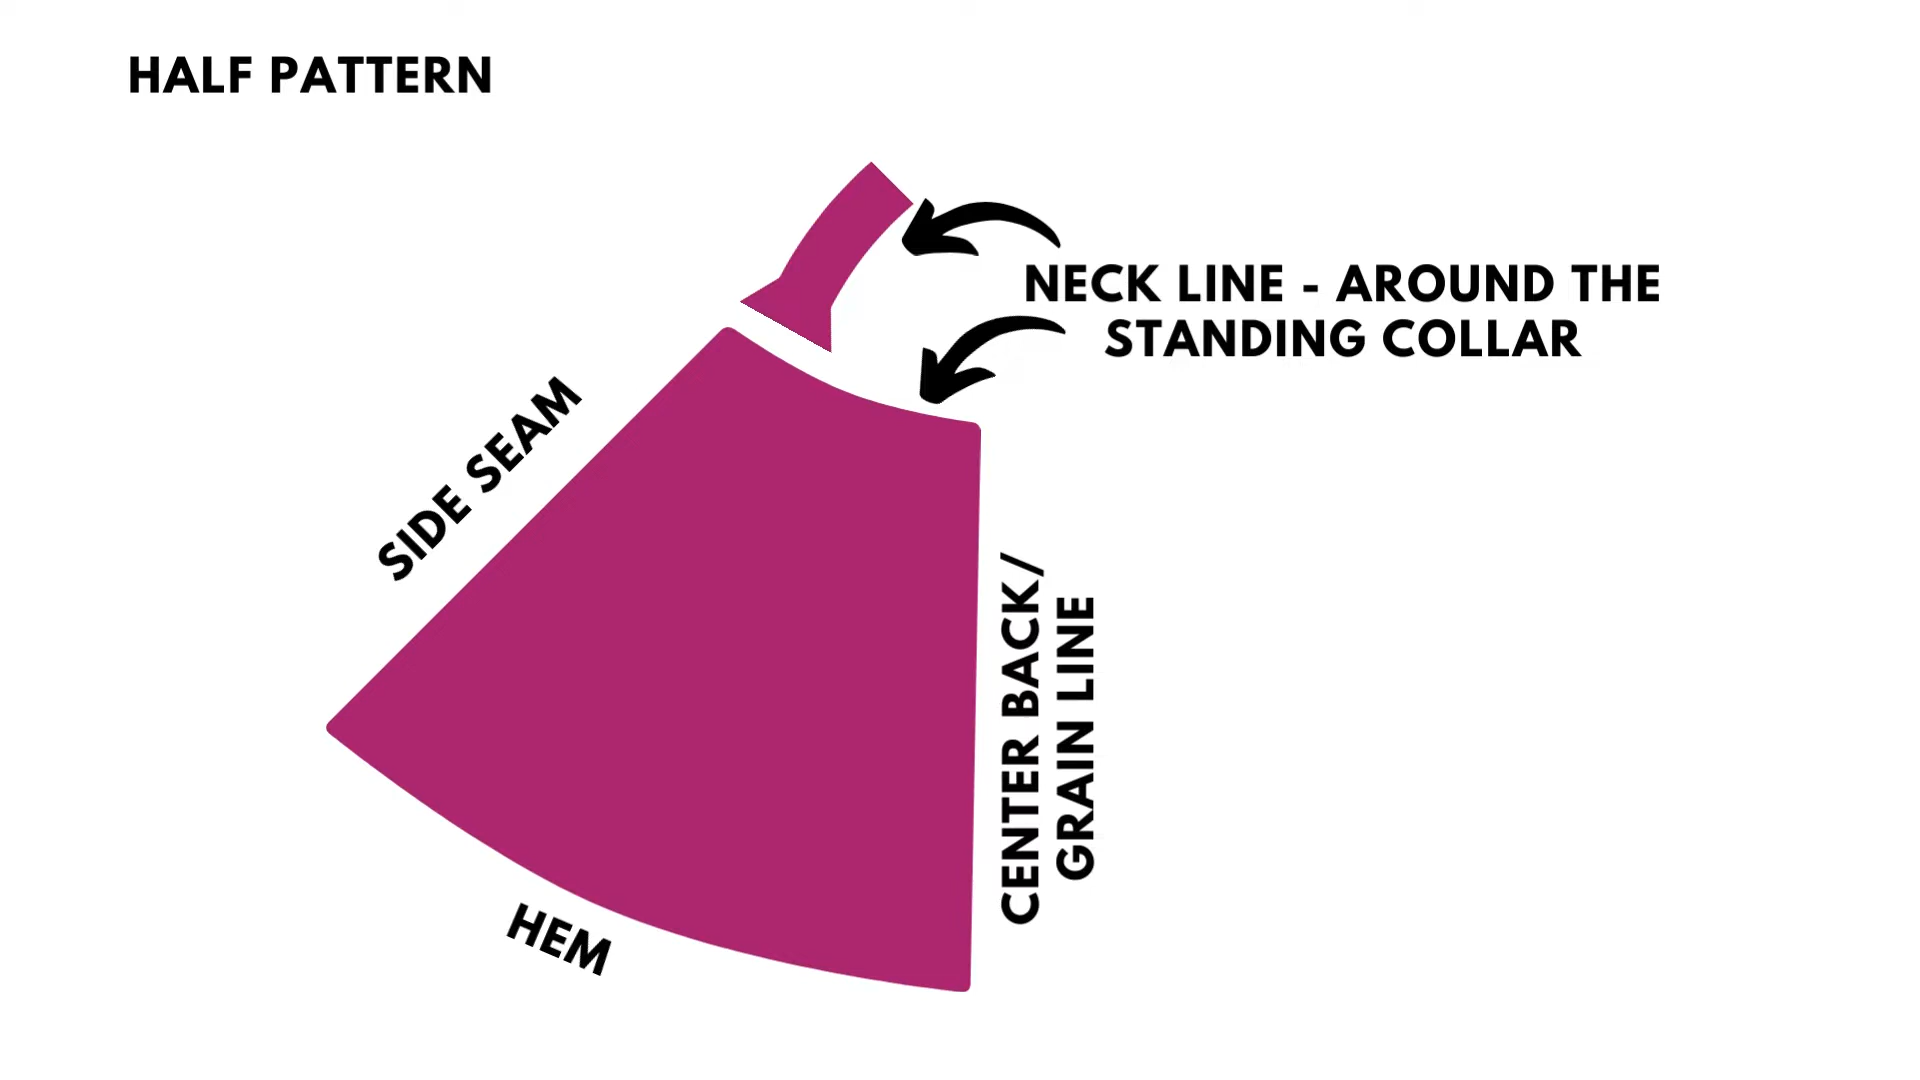 HALF PATTERN
NECK LINE - AROUND THE
STANDING COLLAR
SIDE SEAM
CENTER BACK/
GRAIN LINE
HEM